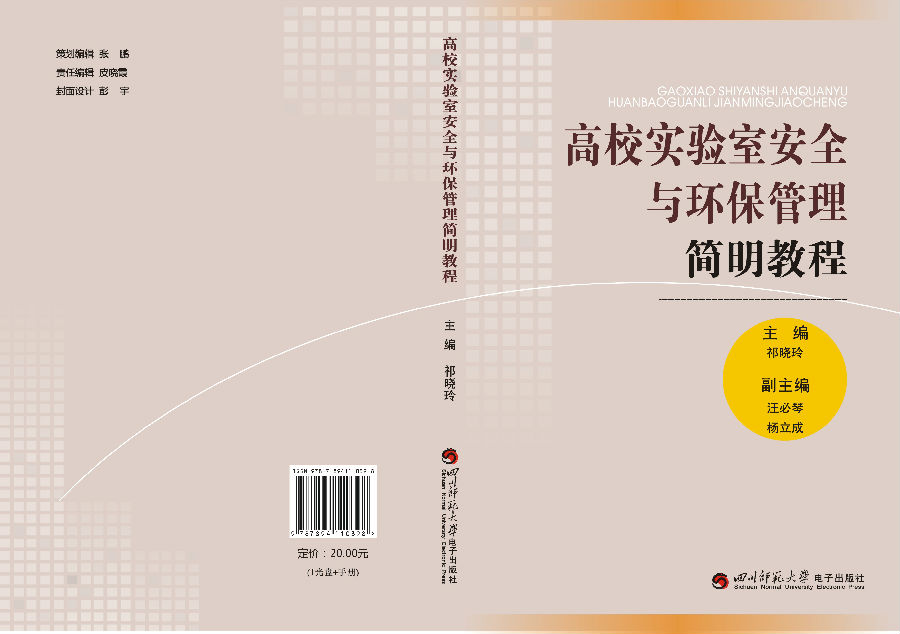 策划编辑 张 鹏
责任编辑 皮晓霞
封面设计 彭 宇
定价：20.00元
(1光盘+手册)
高校实验室安全与环保管理简明教程
主 编 祁晓玲
四川师范大学电子出版社
Sichuan Normal University Electronic Press
GAOXIAO SHIYANSHI ANQUANYU
HUANBAOGUANLI JIANMINGJIAOCHENG
高校实验室安全
与环保管理
简明教程
主 编
祁晓玲
副主编
汪必琴
杨立成
四川师范大学 电子出版社
Sichuan Normal University Electronic Press